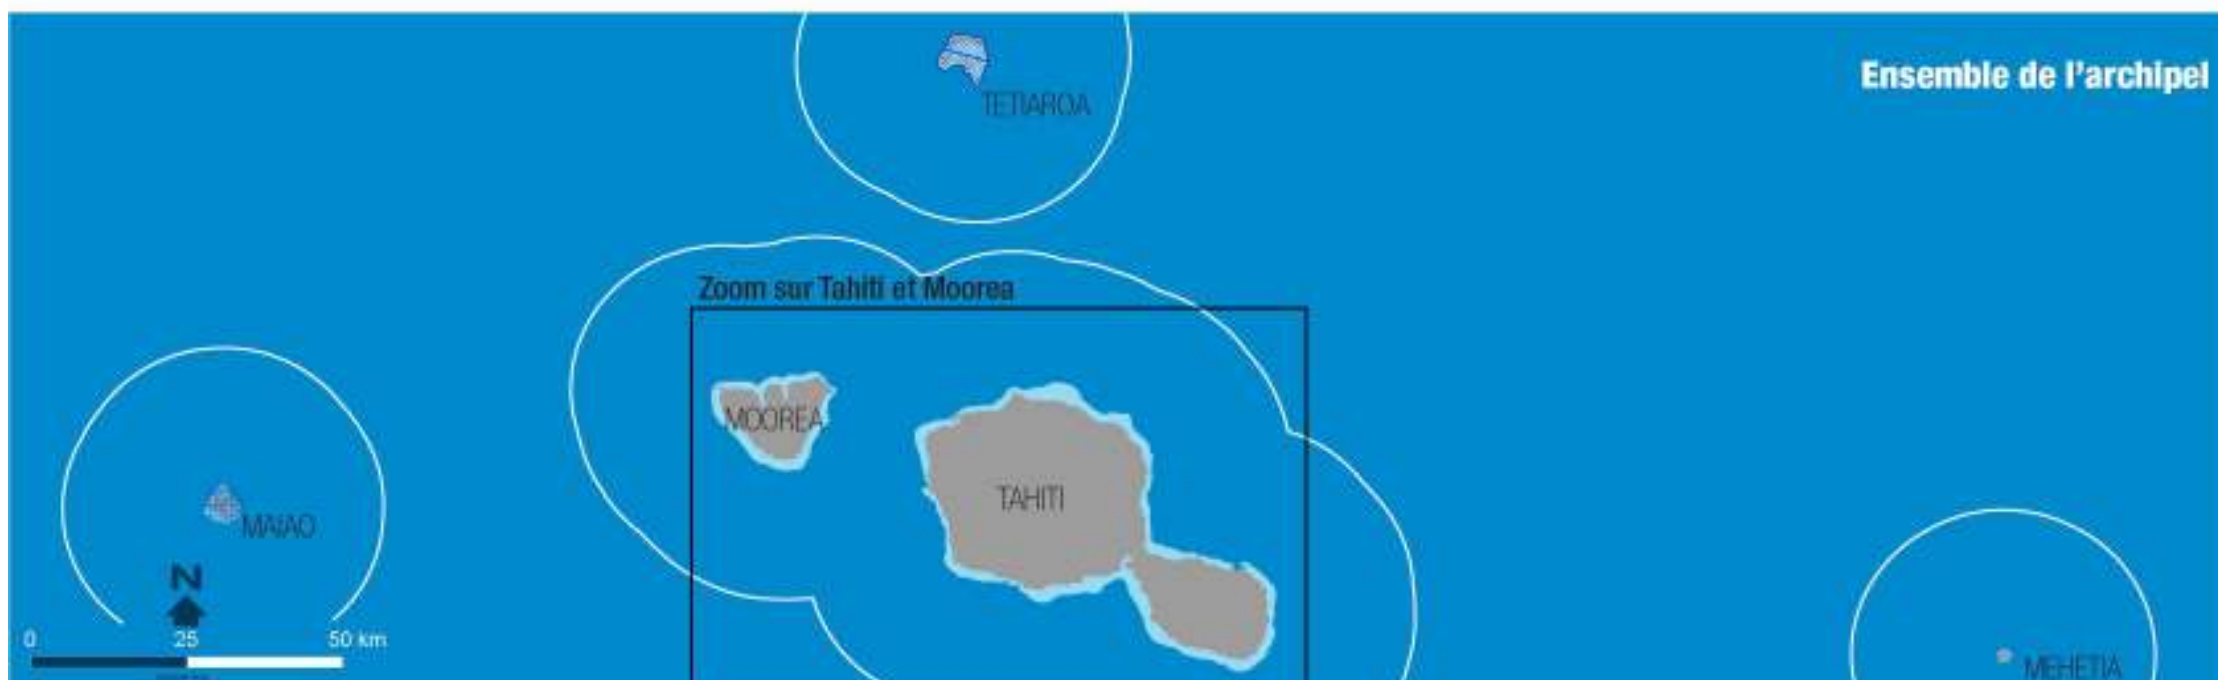 Ensemble de l'archipel
TETIAROA
Zoom sur Tahiti et Moorea
MOOREA
TAHITI
MAIAO
N
0 25 50 km
MEHETIA